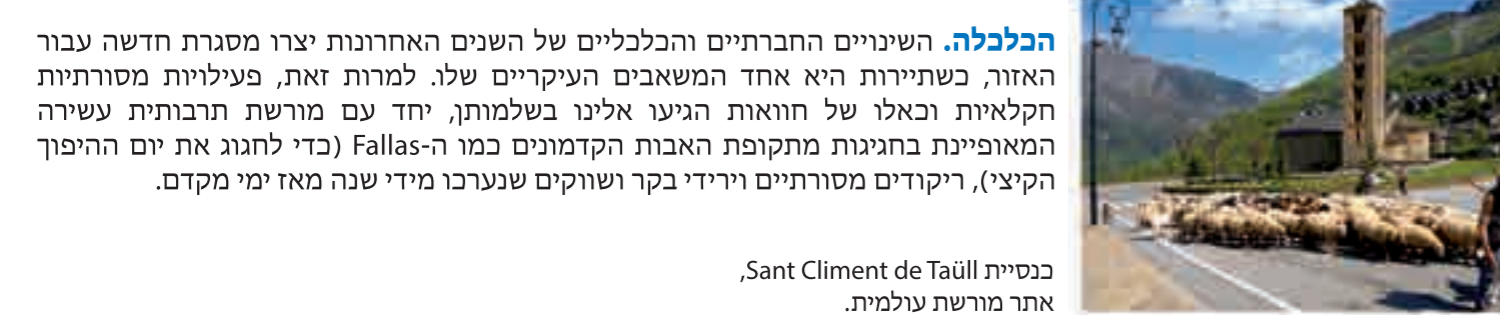 הכלכלה. השינויים החברתיים והכלכליים של השנים האחרונות יצרו מסגרת חדשה עבור
האזור, כשתיירות היא אחד המשאבים העיקריים שלו. למרות זאת, פעילויות מסורתיות
חקלאיות וכאלו של חוואות הגיעו אלינו בשלמותן, יחד עם מורשת תרבותית עשירה
המאופיינת בחגיגות מתקופת האבות הקדמונים כמו ה-Fallas (כדי לחגוג את יום ההיפוך
הקיצי), ריקודים מסורתיים וירידי בקר ושווקים שנערכו מידי שנה מאז ימי מקדם.
כנסיית Sant Climent de Taüll,
אתר מורשת עולמית.